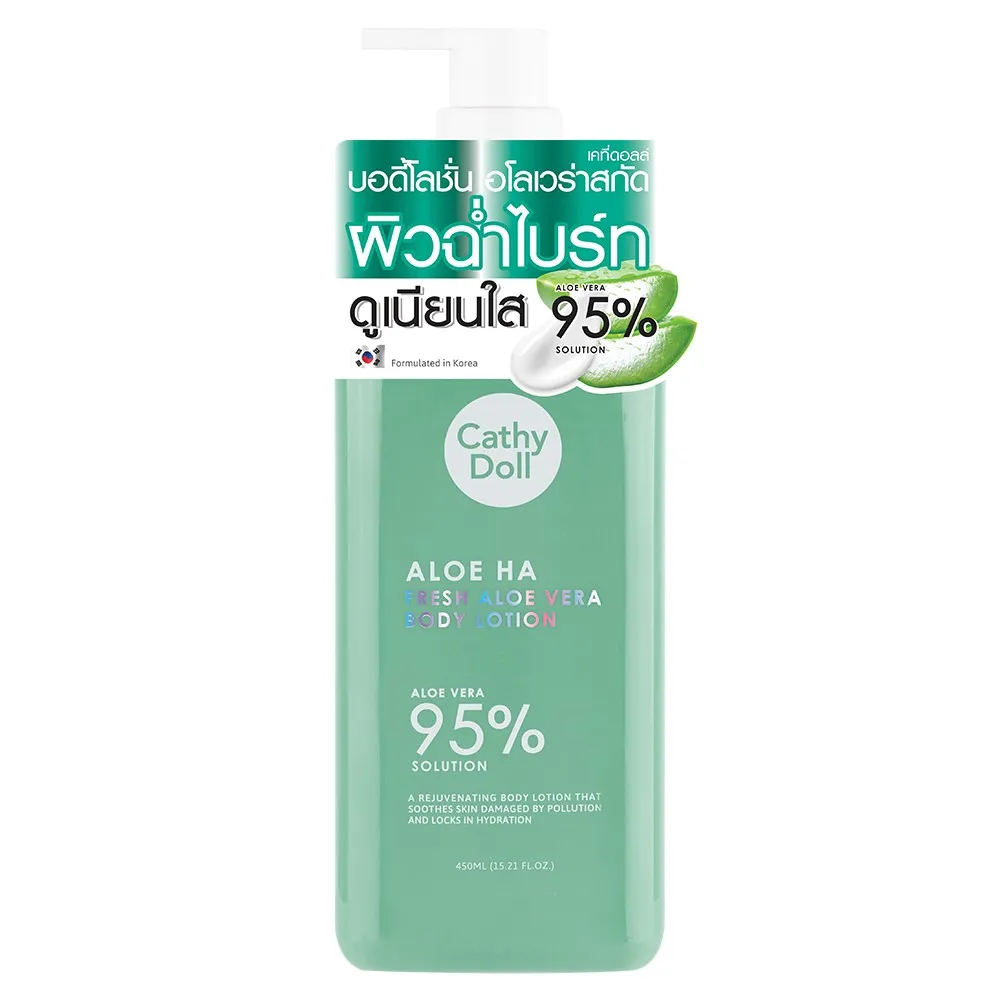 เคที่ดอลล์
บอดี้โลชั่น อโลเวร่าสกัด
ผิวฉ่ำไบร์ท
ดูเนียนใส
ALOE VERA
95%
SOLUTION
Formulated in Korea
Cathy
Doll
ALOE HA
FRESH ALOE VERA
BODY LOTION
ALOE VERA
95%
SOLUTION
A REJUVENATING BODY LOTION THAT
SOOTHES SKIN DAMAGED BY POLLUTION
AND LOCKS IN HYDRATION
450ML (15.21 FL.OZ.)